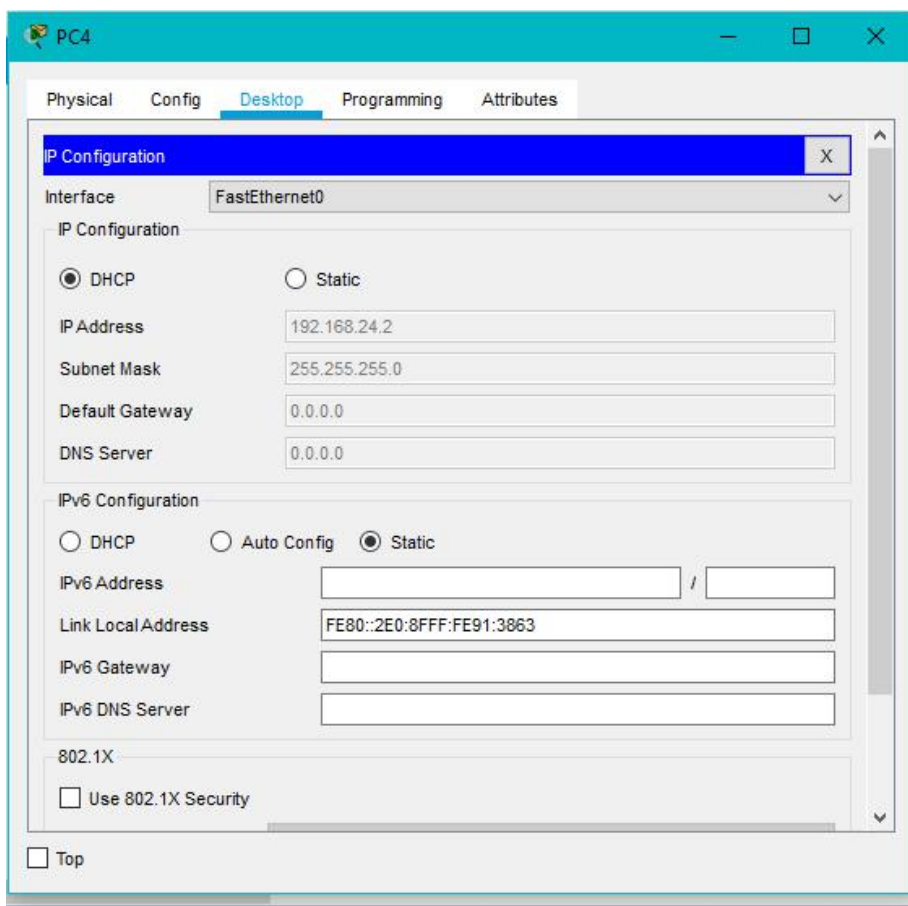 PC4
Physical Config Desktop Programming Attributes
IP Configuration X
Interface FastEthernet0
IP Configuration
DHCP Static
IP Address 192.168.24.2
Subnet Mask 255.255.255.0
Default Gateway 0.0.0.0
DNS Server 0.0.0.0
IPv6 Configuration
DHCP Auto Config Static
IPv6 Address /
Link Local Address FE80::2E0:8FFF:FE91:3863
IPv6 Gateway
IPv6 DNS Server
802.1X
Use 802.1X Security
Top